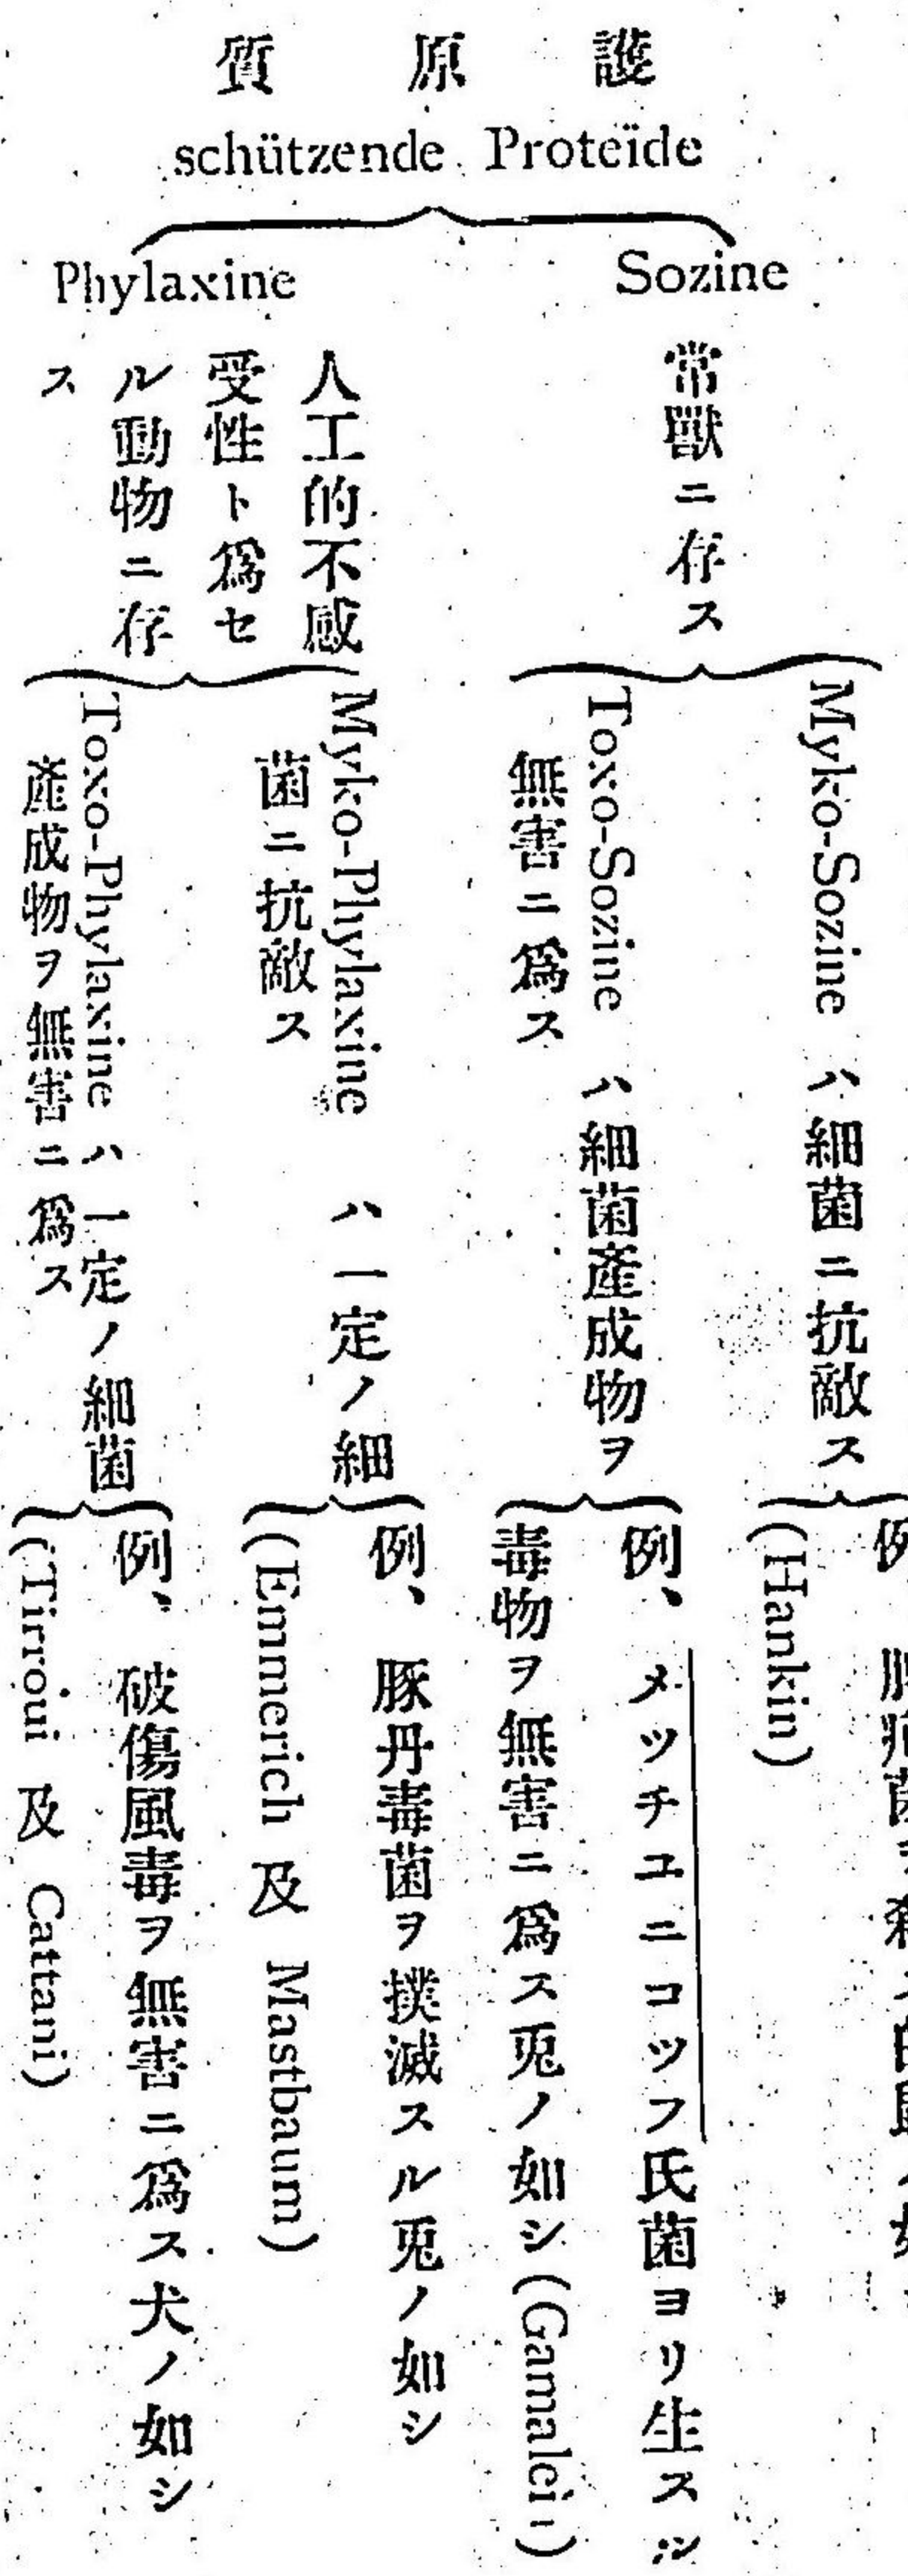 護原質
schützende Proteïde
Sozine
常獸ニ存ス
Myko-Sozine ハ細菌ニ抗敵ス
(Hankin)
Toxo-Sozine ハ細菌產成物ヲ
無害ニ爲ス
例、メツチユニコツフ氏菌ヨリ生スル
毒物ヲ無害ニ爲ス兎ノ如シ(Gamalei)
Phylaxine
人工的不感
受性ト爲セ
ル動物ニ存
ス
Myko-Phylaxine ハ一定ノ細
菌ニ抗敵ス
例、豚丹毒菌ヲ撲滅スル兎ノ如シ
(Emmerich 及 Mastbaum)
Toxo-Phylaxine ハ一定ノ細菌
產成物ヲ無害ニ爲ス
例、破傷風毒ヲ無害ニ爲ス犬ノ如シ
(Tirroui 及 Cattani)